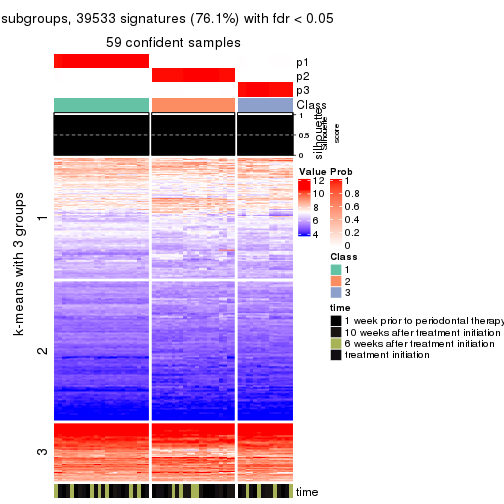 subgroups, 39533 signatures (76.1%) with fdr < 0.05
59 confident samples
p1
p2
p3
Class
1
0.5
0
silhouette
Silhouette
score
k-means with 3 groups
1
2
3
time
Value
12
10
8
6
4
Prob
1
0.8
0.6
0.4
0.2
0
Class
1
2
3
time
1 week prior to periodontal therapy
10 weeks after treatment initiation
6 weeks after treatment initiation
treatment initiation